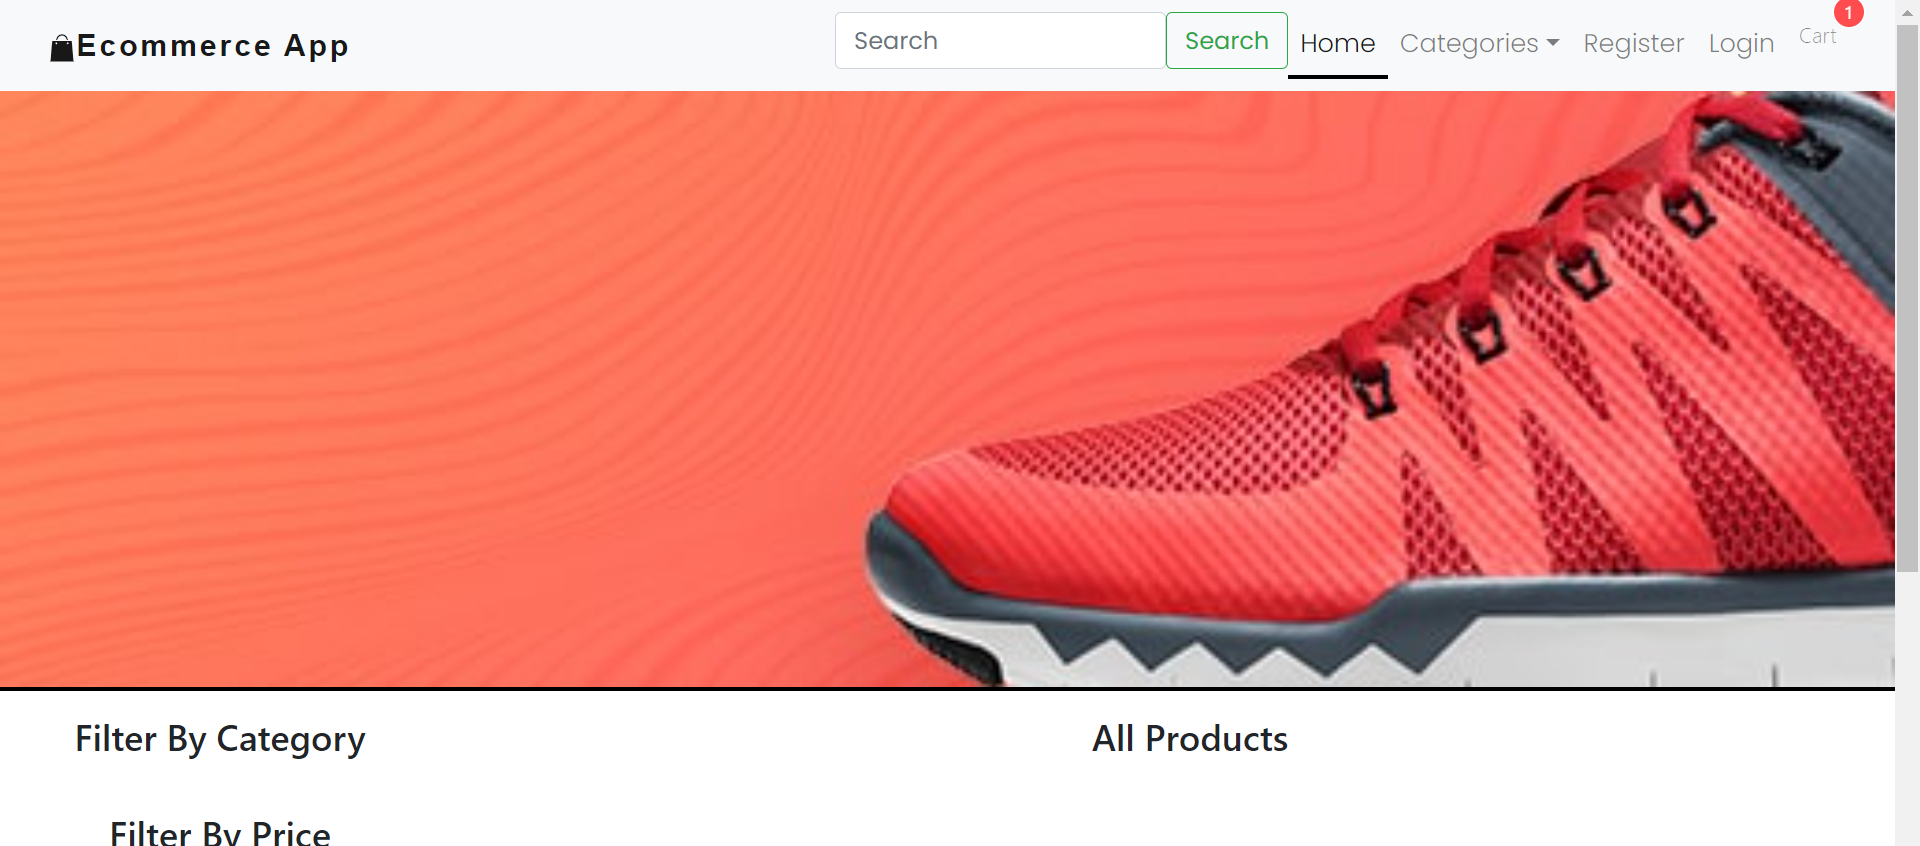 Ecommerce App
Search
Search
Home
Categories
Register
Login
Cart
1
Filter By Category
All Products
Filter By Price